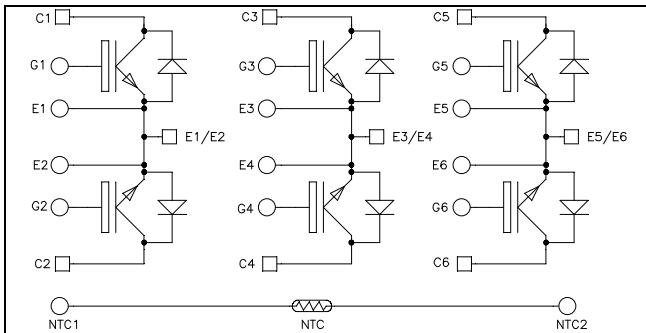 C1 C3 C5
G1 G3 G5
E1 E3 E5
E1/E2 E3/E4 E5/E6
E2 E4 E6
G2 G4 G6
C2 C4 C6
NTC1 NTC NTC2